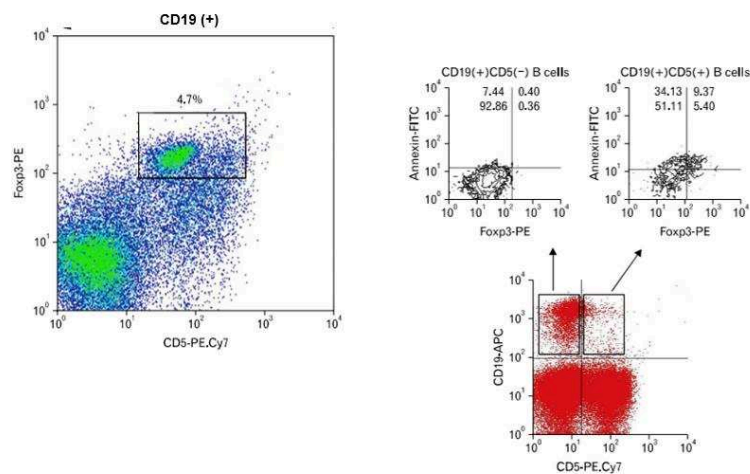 CD19 (+)
10⁴
10³
10²
10¹
10⁰
Foxp3-PE
4.7%
10⁰ 10¹ 10² 10³ 10⁴
CD5-PE.Cy7
CD19(+)CD5(-) B cells
7.44 0.40
92.86 0.36
10⁴
10³
10²
10¹
10⁰
Annexin-FITC
10⁰ 10¹ 10² 10³ 10⁴
Foxp3-PE
CD19(+)CD5(+) B cells
34.13 9.37
51.11 5.40
10⁴
10³
10²
10¹
10⁰
Annexin-FITC
10⁰ 10¹ 10² 10³ 10⁴
Foxp3-PE
10⁴
10³
10²
10¹
10⁰
CD19-APC
10⁰ 10¹ 10² 10³ 10⁴
CD5-PE.Cy7